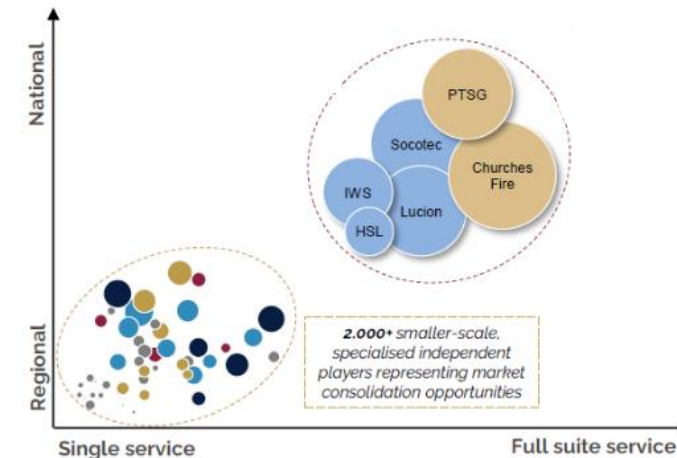 National
PTSG
Socotec
Churches
Fire
IWS
Lucion
HSL
Regional
2.000+ smaller-scale,
specialised independent
players representing market
consolidation opportunities
Single service
Full suite service